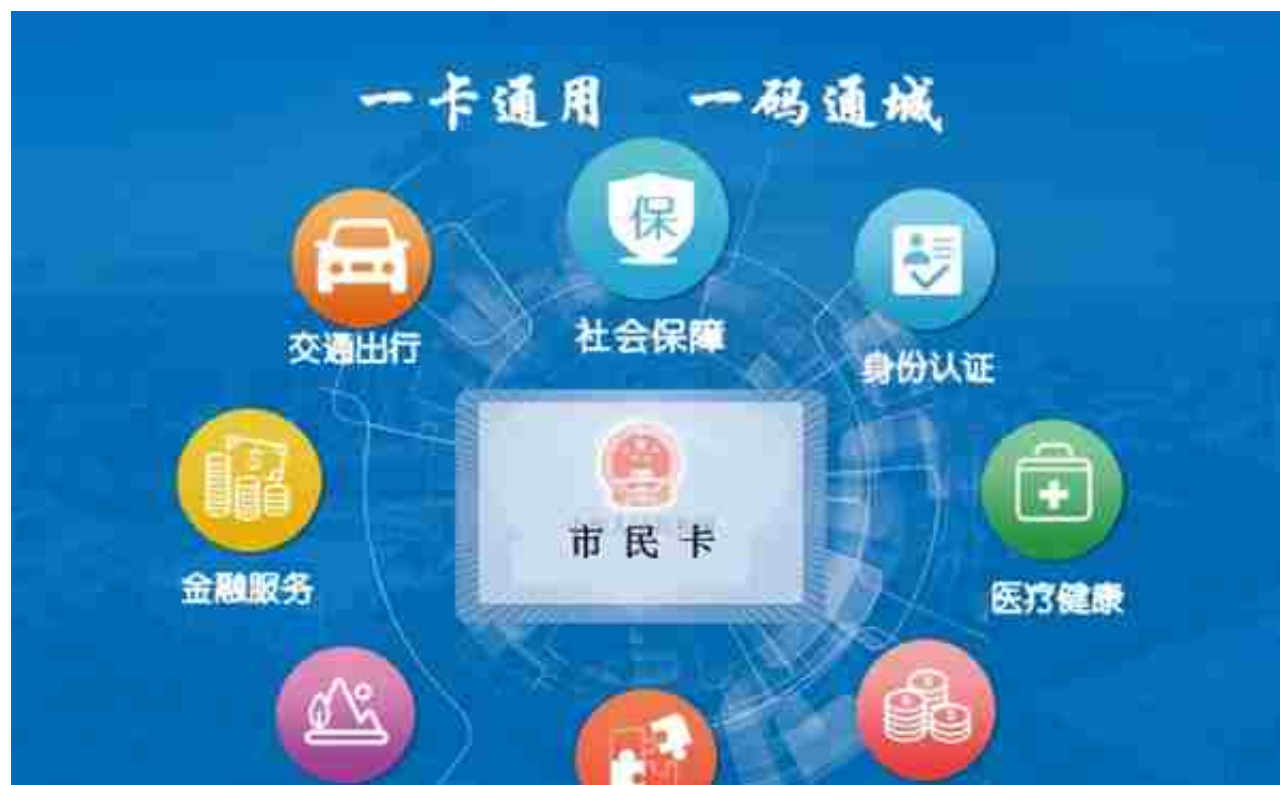 一卡通用 一码通城
保
交通出行
社会保障
身份认证
市民卡
金融服务
医疗健康